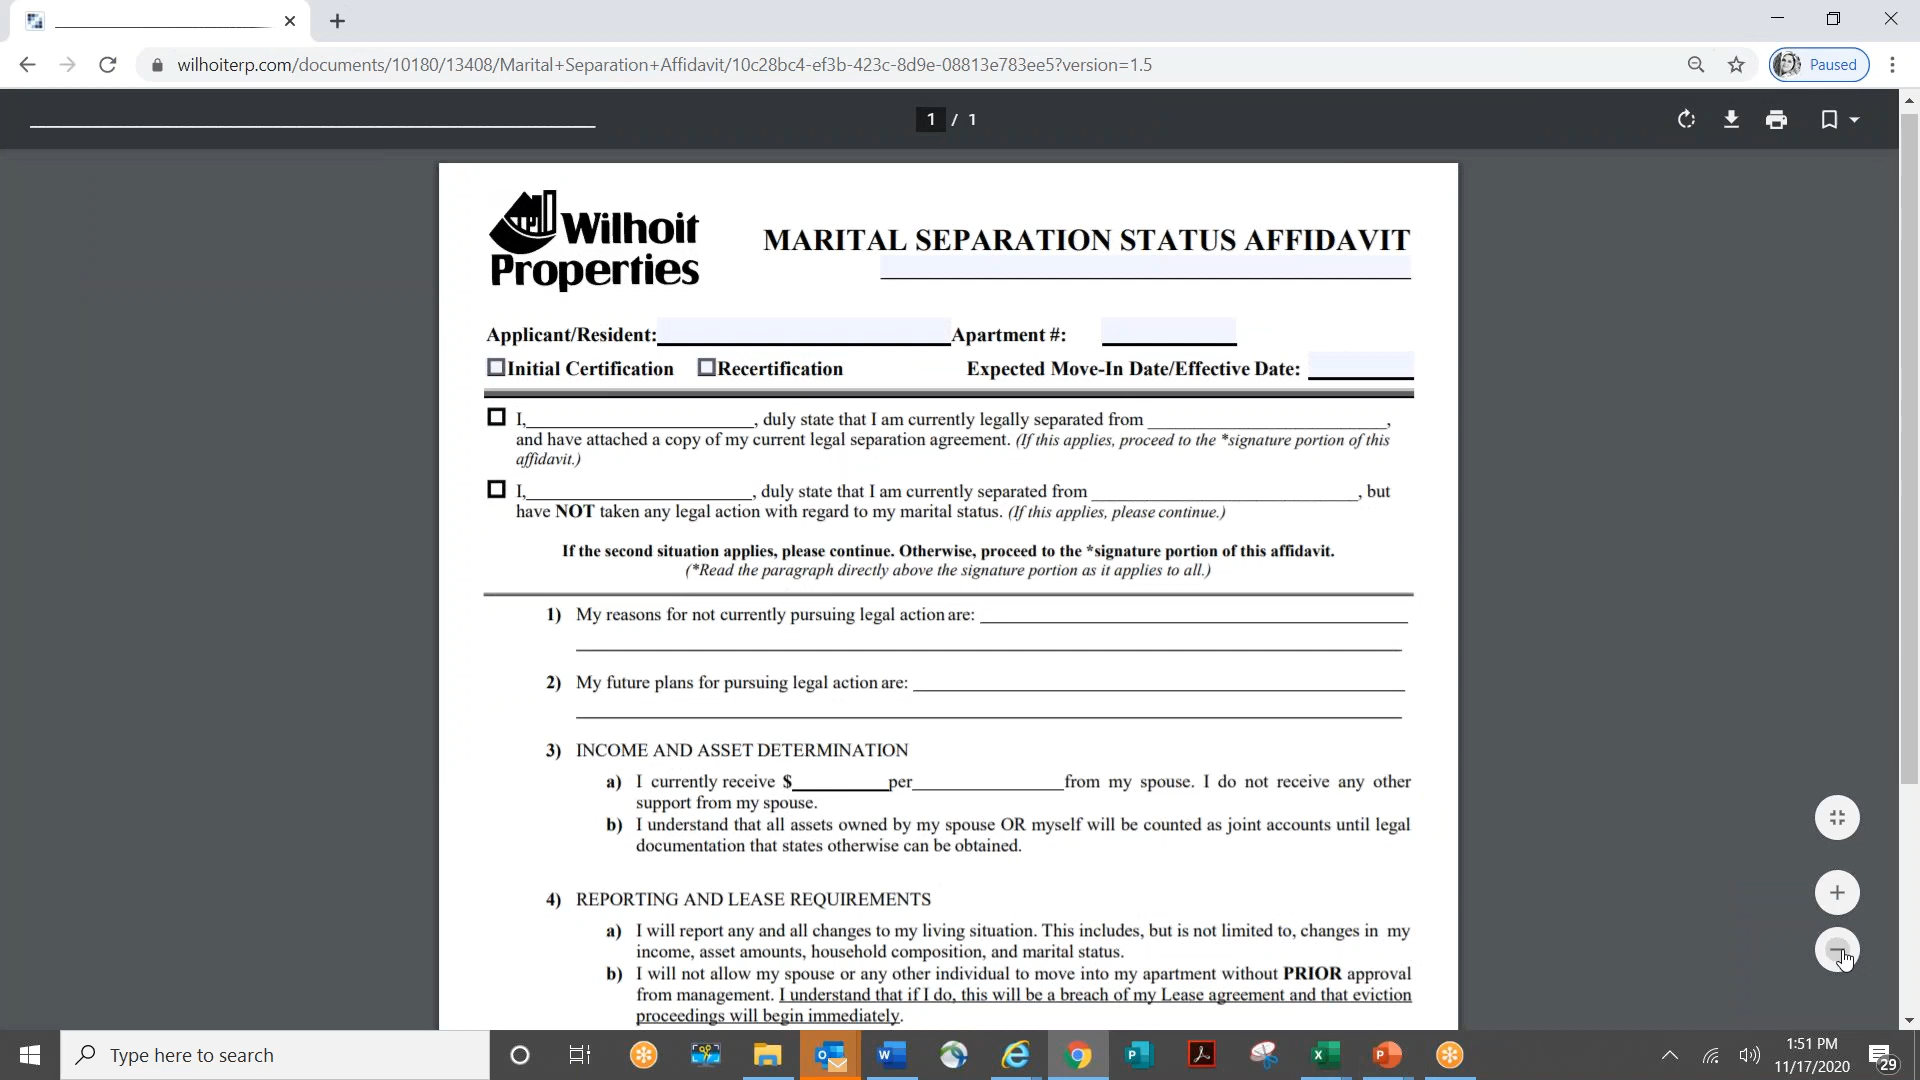 wilhoiterp.com/documents/10180/13408/Marital+Separation+Affidavit/10c28bc4-ef3b-423c-8d9e-08813e783ee5?version=1.5
Paused
1 / 1
Wilhoit
Properties
MARITAL SEPARATION STATUS AFFIDAVIT
Applicant/Resident: Apartment #:
Initial Certification Recertification Expected Move-In Date/Effective Date:
I,________________________, duly state that I am currently legally separated from _________________________,
and have attached a copy of my current legal separation agreement. (If this applies, proceed to the *signature portion of this
affidavit.)
I,________________________, duly state that I am currently separated from ____________________________, but
have NOT taken any legal action with regard to my marital status. (If this applies, please continue.)
If the second situation applies, please continue. Otherwise, proceed to the *signature portion of this affidavit.
(*Read the paragraph directly above the signature portion as it applies to all.)
1) My reasons for not currently pursuing legal action are:
2) My future plans for pursuing legal action are:
3) INCOME AND ASSET DETERMINATION
a) I currently receive $__________per________________from my spouse. I do not receive any other
support from my spouse.
b) I understand that all assets owned by my spouse OR myself will be counted as joint accounts until legal
documentation that states otherwise can be obtained.
4) REPORTING AND LEASE REQUIREMENTS
a) I will report any and all changes to my living situation. This includes, but is not limited to, changes in my
income, asset amounts, household composition, and marital status.
b) I will not allow my spouse or any other individual to move into my apartment without PRIOR approval
from management. I understand that if I do, this will be a breach of my Lease agreement and that eviction
proceedings will begin immediately.
Type here to search
1:51 PM
11/17/2020
29